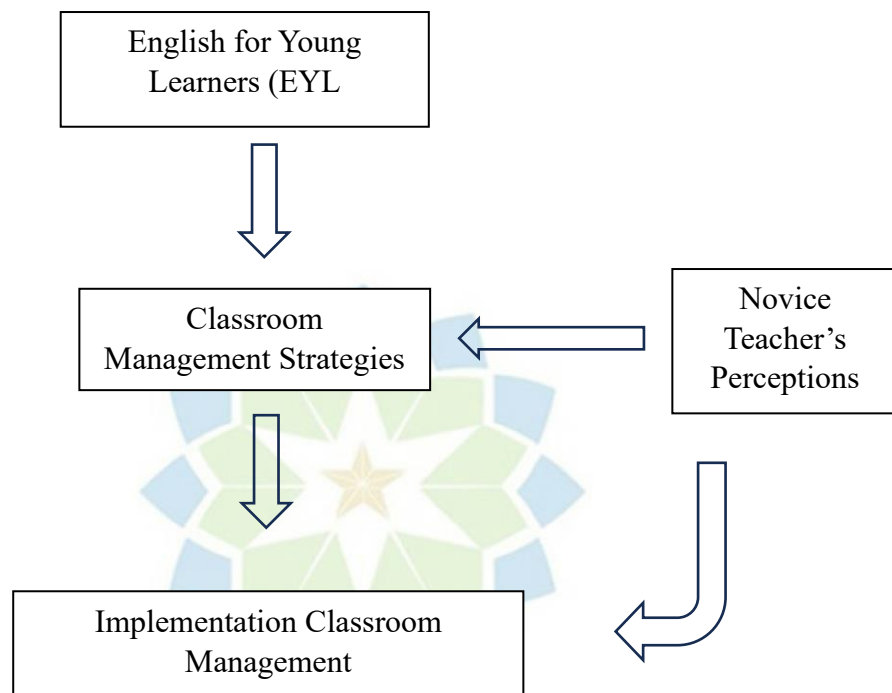 English for Young
Learners (EYL
Classroom
Management Strategies
Novice
Teacher’s
Perceptions
Implementation Classroom
Management